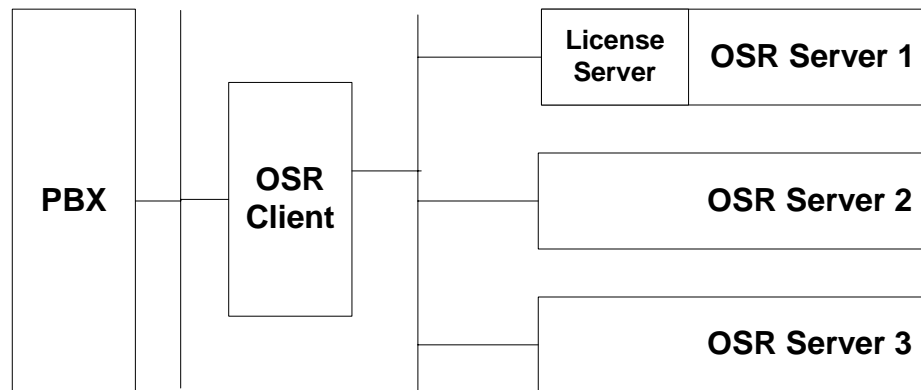 PBX
OSR
Client
License
Server
OSR Server 1
OSR Server 2
OSR Server 3